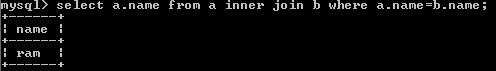 mysql> select a.name from a inner join b where a.name=b.name;
+------+
| name |
+------+
| ram  |
+------+